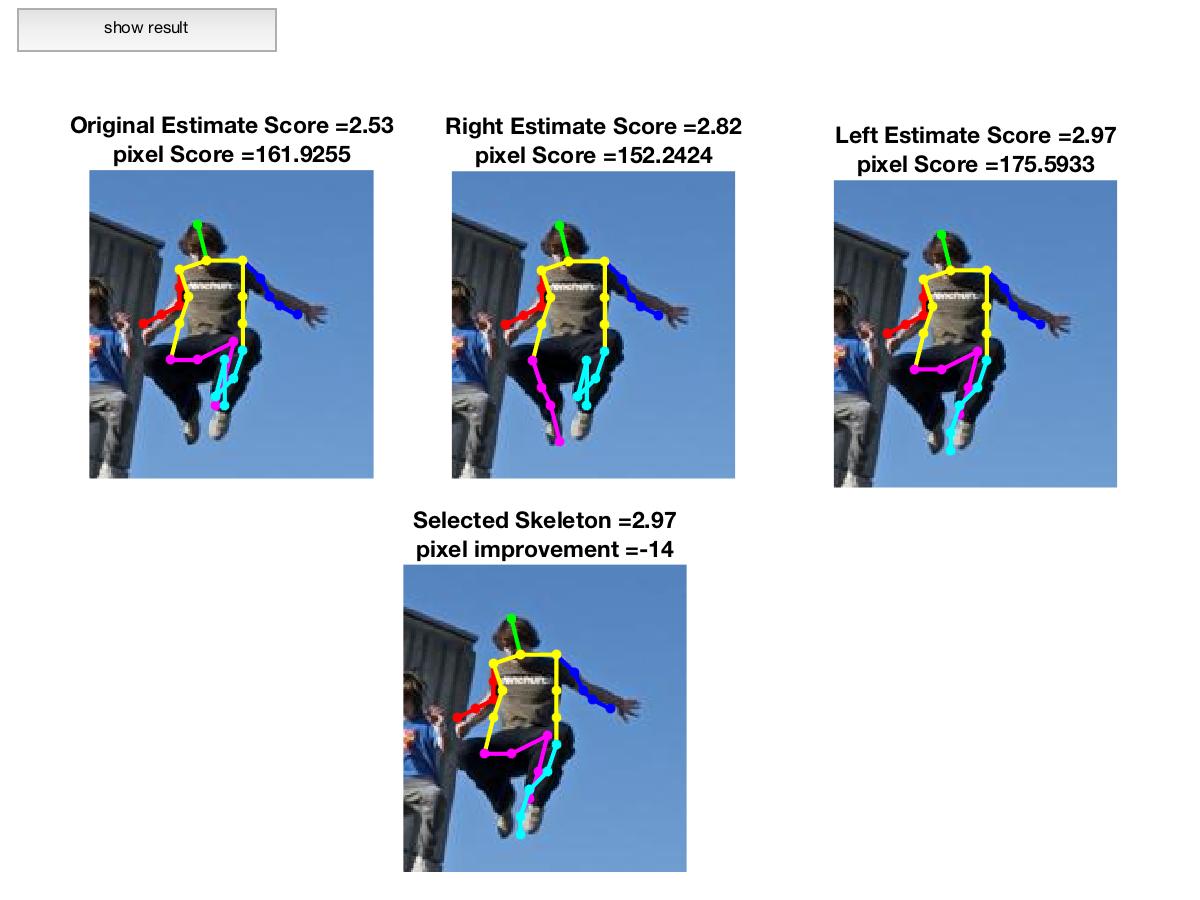 show result
Original Estimate Score =2.53
pixel Score =161.9255
Right Estimate Score =2.82
pixel Score =152.2424
Left Estimate Score =2.97
pixel Score =175.5933
Selected Skeleton =2.97
pixel improvement =-14